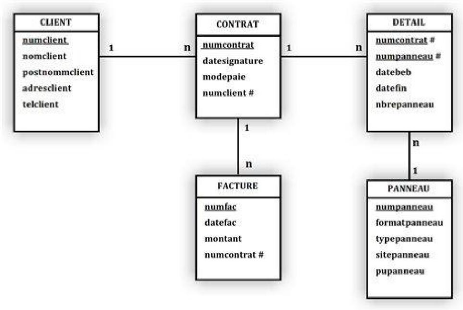 CLIENT
numclient
nomclient
postnommclient
adresclient
telclient
1
n
CONTRAT
numcontrat
datesignature
modepaie
numclient #
1
n
DETAIL
numcontrat #
numpanneau #
datebeb
datefin
nbrepanneau
1
n
n
1
FACTURE
numfac
datefac
montant
numcontrat #
PANNEAU
numpanneau
formatpanneau
typepanneau
sitepanneau
pupanneau